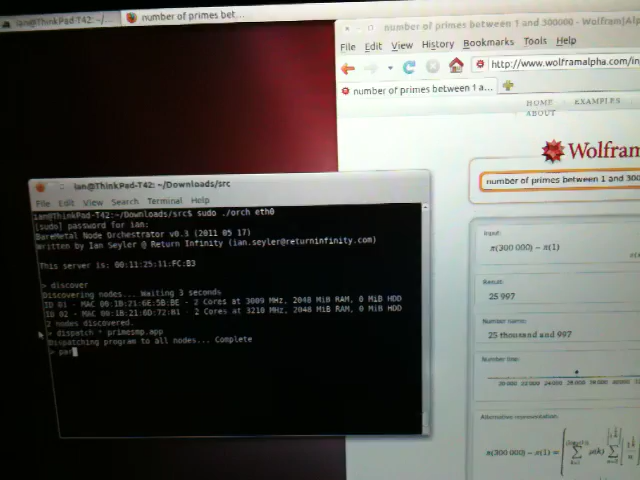 ian@ThinkPad-T42: ~/...
number of primes bet...
number of primes between 1 and 300000 - Wolfram|Al
File Edit View History Bookmarks Tools Help
http://www.wolframalpha.com/in
number of primes between 1 a...
HOME EXAMPLES
ABOUT
Wolfram
number of primes between 1 and 300
Input:
π(300 000) − π(1)
Result:
25 997
Number name:
25 thousand and 997
Number line:
Alternative representation:
π(300 000) − π(1) =
ian@ThinkPad-T42: ~/Downloads/src
File Edit View Search Terminal Help
ian@ThinkPad-T42:~/Downloads/src$ sudo ./orch eth0
[sudo] password for ian:
BareMetal Node Orchestrator v0.3 (2011 05 17)
Written by Ian Seyler @ Return Infinity (ian.seyler@returninfinity.com)
This server is: 00:11:25:11:FC:B3
> discover
Discovering nodes... Waiting 3 seconds
ID 01 - MAC 00:1B:21:6E:5B:BE - 2 Cores at 3009 MHz, 2048 MiB RAM, 0 MiB HDD
ID 02 - MAC 00:1B:21:6D:72:81 - 2 Cores at 3210 MHz, 2048 MiB RAM, 0 MiB HDD
2 nodes discovered.
> dispatch * primesmp.app
Dispatching program to all nodes... Complete
> par